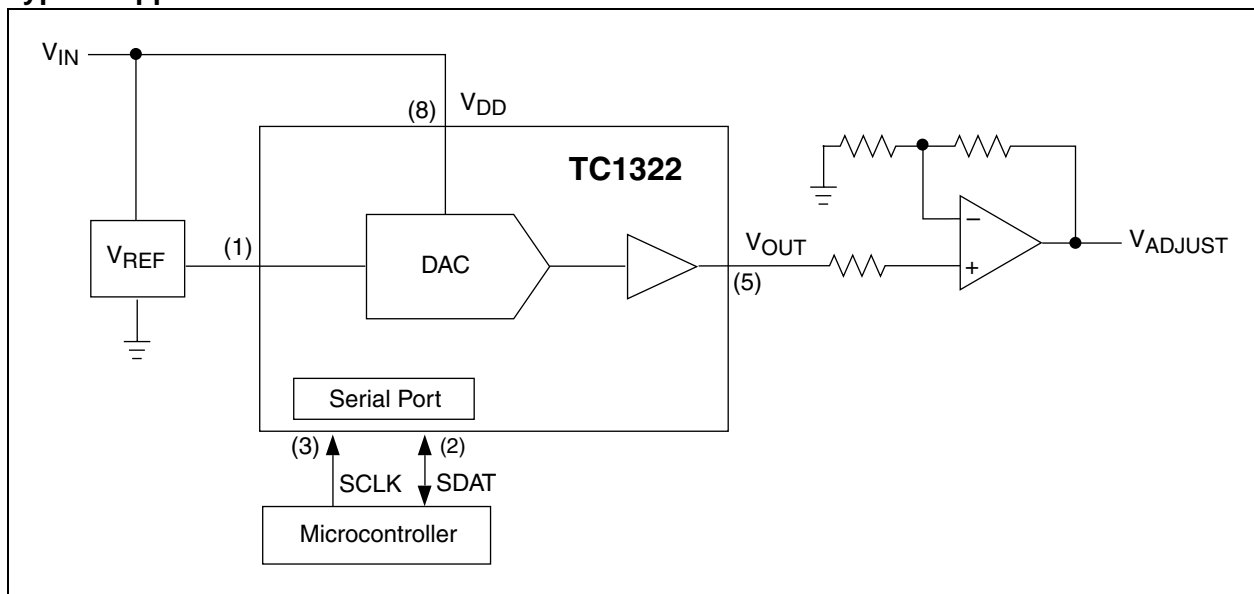 VIN
(8)
VDD
TC1322
VREF
(1)
DAC
VOUT
(5)
−
+
VADJUST
Serial Port
(3)
(2)
SCLK
SDAT
Microcontroller